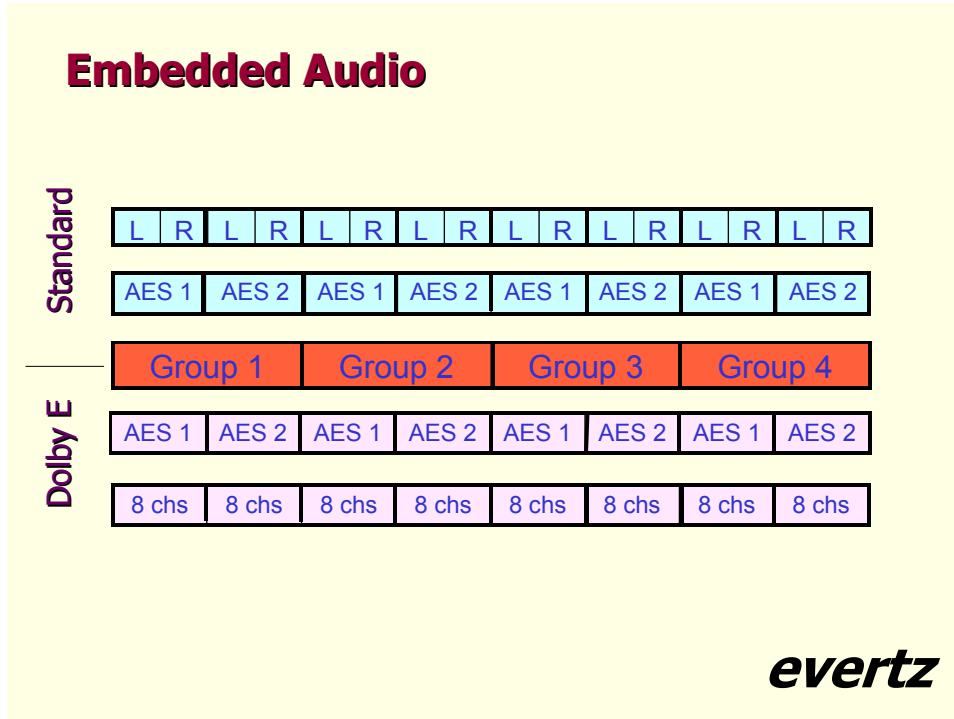 Embedded Audio
Standard
L R L R L R L R L R L R L R L R
AES 1 AES 2 AES 1 AES 2 AES 1 AES 2 AES 1 AES 2
Group 1 Group 2 Group 3 Group 4
Dolby E
AES 1 AES 2 AES 1 AES 2 AES 1 AES 2 AES 1 AES 2
8 chs 8 chs 8 chs 8 chs 8 chs 8 chs 8 chs 8 chs
evertz